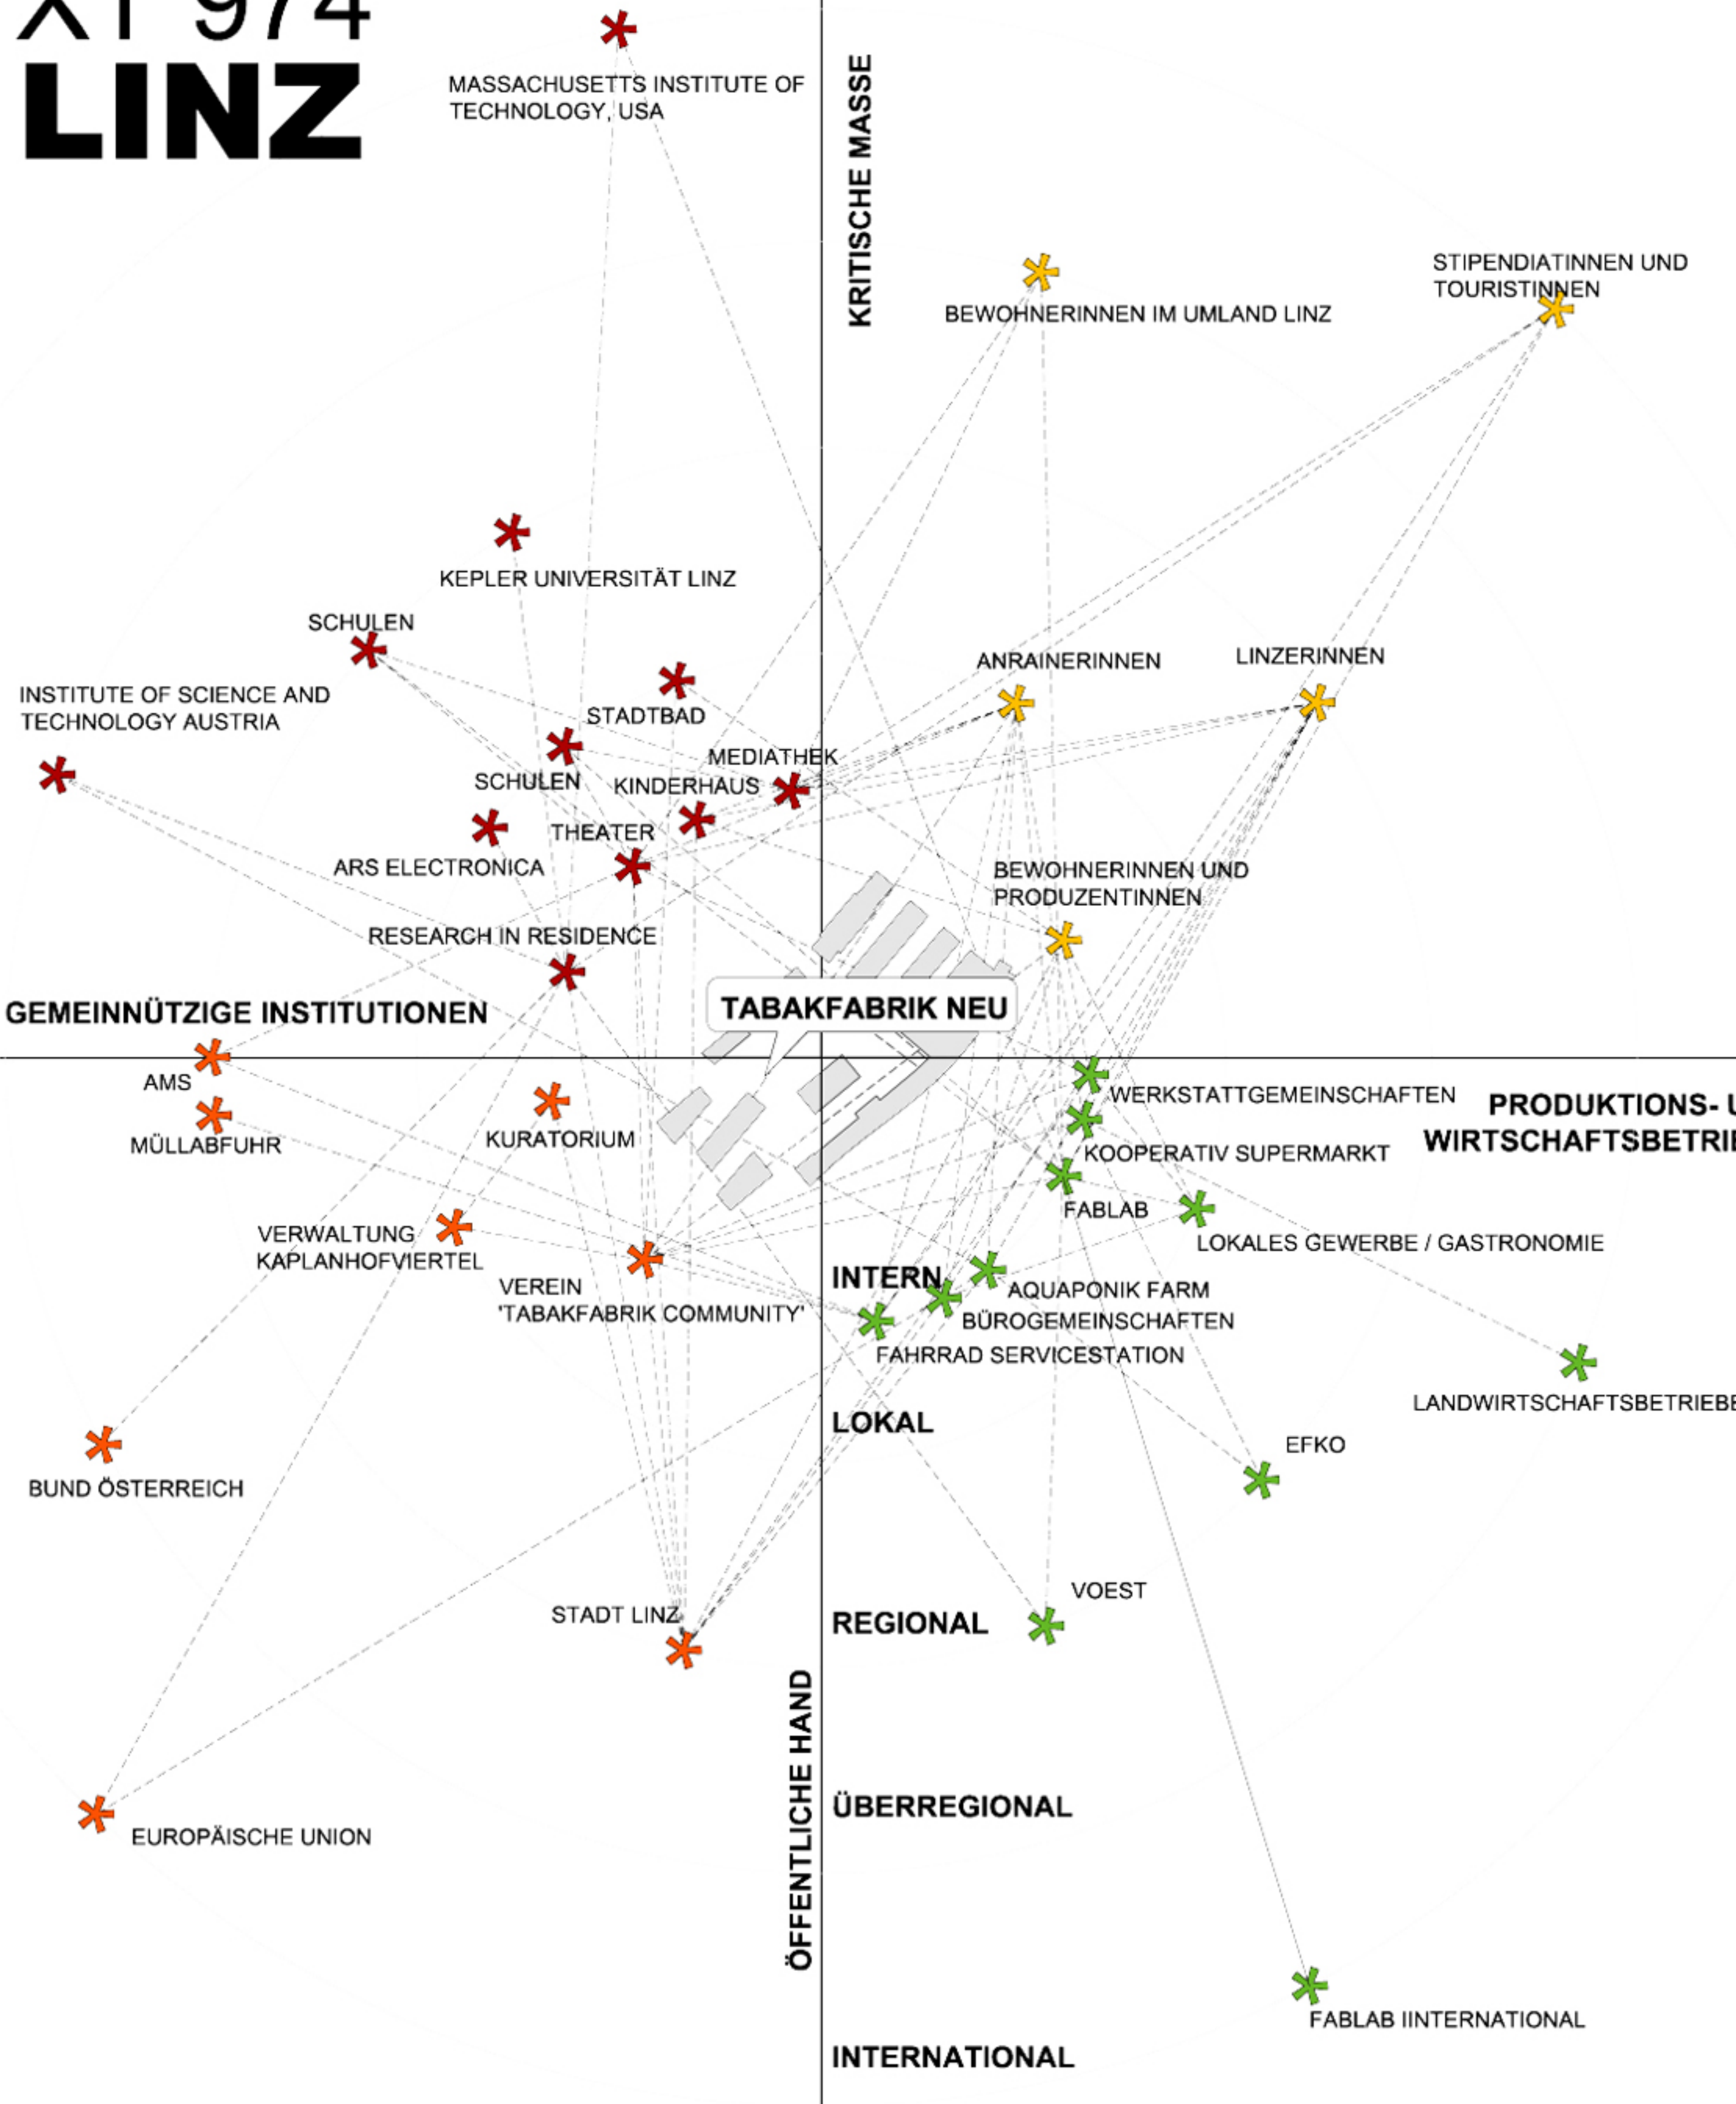 LINZ
MASSACHUSETTS INSTITUTE OF
TECHNOLOGY, USA
KRITISCHE MASSE
STIPENDIATINNEN UND
TOURISTINNEN
BEWOHNERINNEN IM UMLAND LINZ
KEPLER UNIVERSITÄT LINZ
SCHULEN
ANRAINERINNEN
LINZERINNEN
INSTITUTE OF SCIENCE AND
TECHNOLOGY AUSTRIA
STADTBAD
MEDIATHEK
SCHULEN
KINDERHAUS
THEATER
ARS ELECTRONICA
BEWOHNERINNEN UND
PRODUZENTINNEN
RESEARCH IN RESIDENCE
GEMEINNÜTZIGE INSTITUTIONEN
TABAKFABRIK NEU
AMS
WERKSTATTGEMEINSCHAFTEN
PRODUKTIONS- U
WIRTSCHAFTSBETRIE
MÜLLABFUHR
KURATORIUM
KOOPERATIV SUPERMARKT
FABLAB
VERWALTUNG
KAPLANHOFVIERTEL
LOKALES GEWERBE / GASTRONOMIE
VEREIN
'TABAKFABRIK COMMUNITY'
INTERN
AQUAPONIK FARM
BÜROGEMEINSCHAFTEN
FAHRRAD SERVICESTATION
LANDWIRTSCHAFTSBETRIEBE
LOKAL
EFKO
BUND ÖSTERREICH
VOEST
STADT LINZ
REGIONAL
ÖFFENTLICHE HAND
ÜBERREGIONAL
EUROPÄISCHE UNION
FABLAB IINTERNATIONAL
INTERNATIONAL